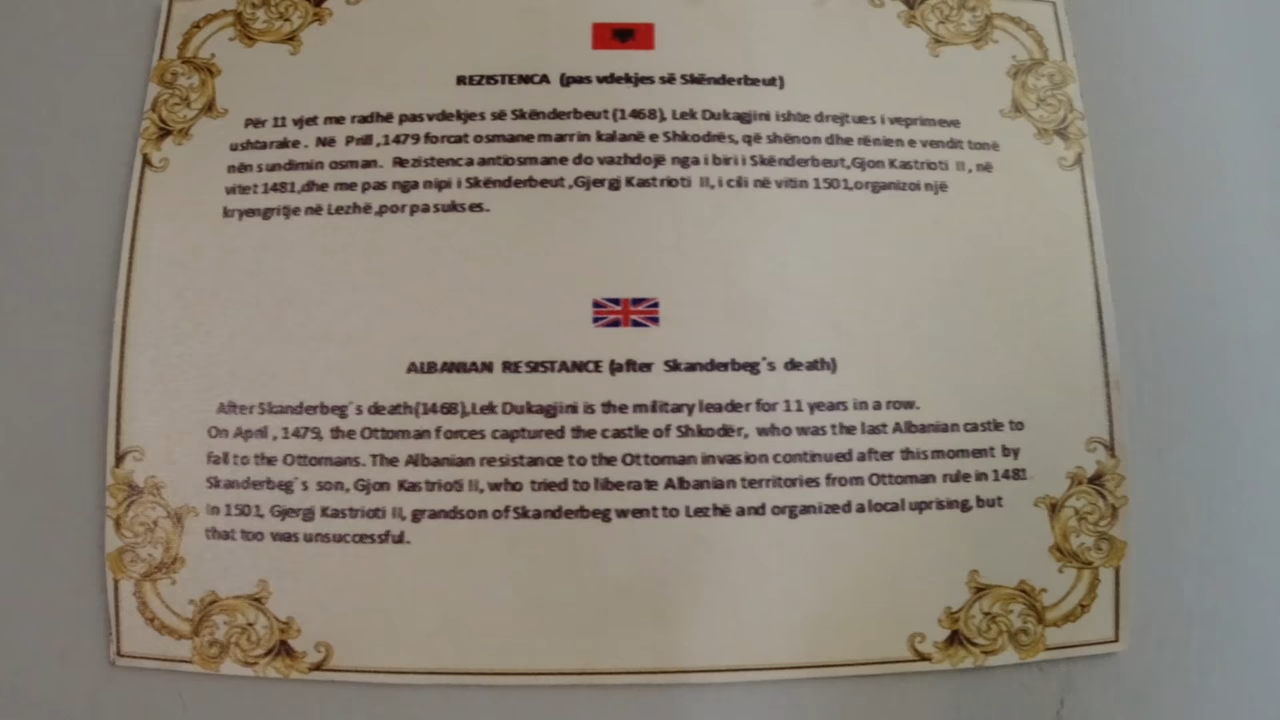 REZISTENCA (pas vdekjes së Skënderbeut)
Për 11 vjet me radhë pas vdekjes së Skënderbeut (1468), Lek Dukagjini ishte drejtues i veprimeve
ushtarake. Në Prill ,1479 forcat osmane marrin kalanë e Shkodrës, që shënon dhe rënien e vendit tonë
nën sundimin osman. Rezistenca antiosmane do vazhdojë nga i biri i Skënderbeut,Gjon Kastrioti II, në
vitet 1481,dhe me pas nga nipi i Skënderbeut ,Gjergj Kastrioti II, i cili në vitin 1501,organizoi një
kryengritje në Lezhë ,por pa sukses.
ALBANIAN RESISTANCE (after Skanderbeg´s death)
After Skanderbeg´s death(1468),Lek Dukagjini is the military leader for 11 years in a row.
On April , 1479, the Ottoman forces captured the castle of Shkodër, who was the last Albanian castle to
fall to the Ottomans. The Albanian resistance to the Ottoman invasion continued after this moment by
Skanderbeg´s son, Gjon Kastrioti II, who tried to liberate Albanian territories from Ottoman rule in 1481
In 1501, Gjergj Kastrioti II, grandson of Skanderbeg went to Lezhë and organized a local uprising, but
that too was unsuccessful.